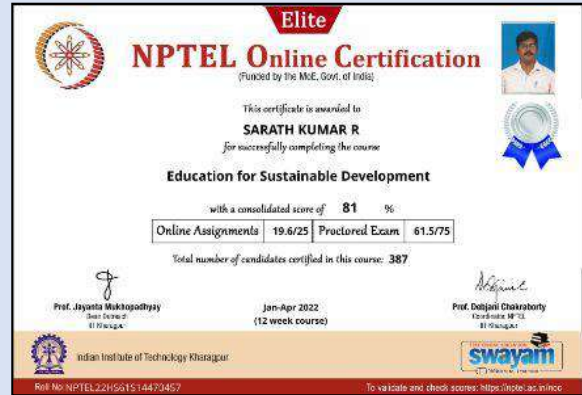 Elite
NPTEL Online Certification
(Funded by the MoE, Govt. of India)
This certificate is awarded to
SARATH KUMAR R
for successfully completing the course
Education for Sustainable Development
with a consolidated score of 81 %
Online Assignments 19.6/25 Proctored Exam 61.5/75
Total number of candidates certified in this course: 387
Prof. Jayanta Mukhopadhyay
IIT Kharagpur
Jan-Apr 2022
(12 week course)
Prof. Debjani Chakraborty
IIT Kharagpur
Indian Institute of Technology Kharagpur
swayam
Roll No: NPTEL22HS61S14470457
To validate and check scores: https://nptel.ac.in/noc